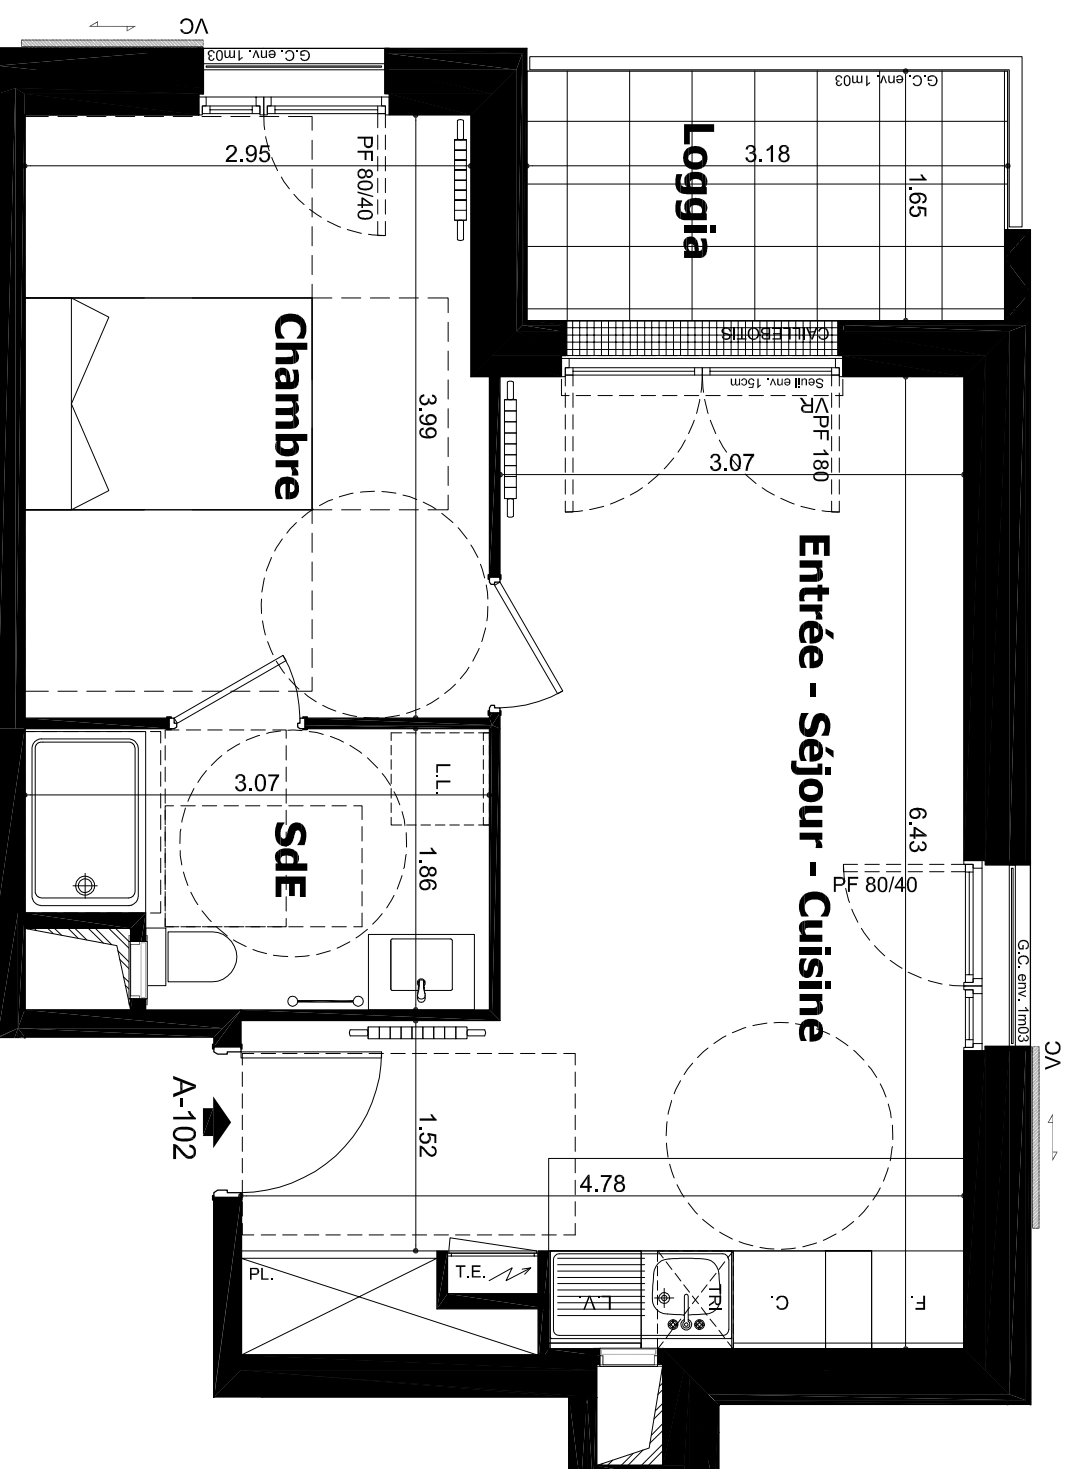 VC
G.C. env. 1m03
G.C. env. 1m03
2.95
PF 80/40
Loggia
3.18
1.65
CAILLEBOTIS
Seuil env. 15cm
VR
PF 180
3.07
Chambre
3.99
Entrée - Séjour - Cuisine
6.43
PF 80/40
G.C. env. 1m03
VC
3.07
L.L.
SdE
1.86
A-102
1.52
4.78
PL.
T.E.
L.V.
TRI
C.
F.